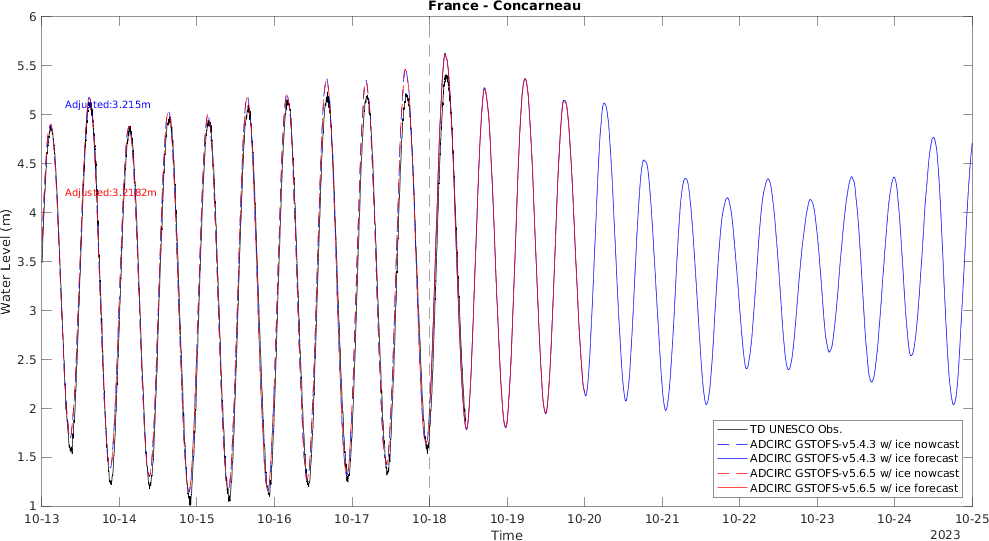 France - Concarneau
Water Level (m)
6
5.5
5
4.5
4
3.5
3
2.5
2
1.5
1
Adjusted:3.215m
Adjusted:3.2182m
TD UNESCO Obs.
ADCIRC GSTOFS-v5.4.3 w/ ice nowcast
ADCIRC GSTOFS-v5.4.3 w/ ice forecast
ADCIRC GSTOFS-v5.6.5 w/ ice nowcast
ADCIRC GSTOFS-v5.6.5 w/ ice forecast
10-13 10-14 10-15 10-16 10-17 10-18 10-19 10-20 10-21 10-22 10-23 10-24 10-25
Time
2023